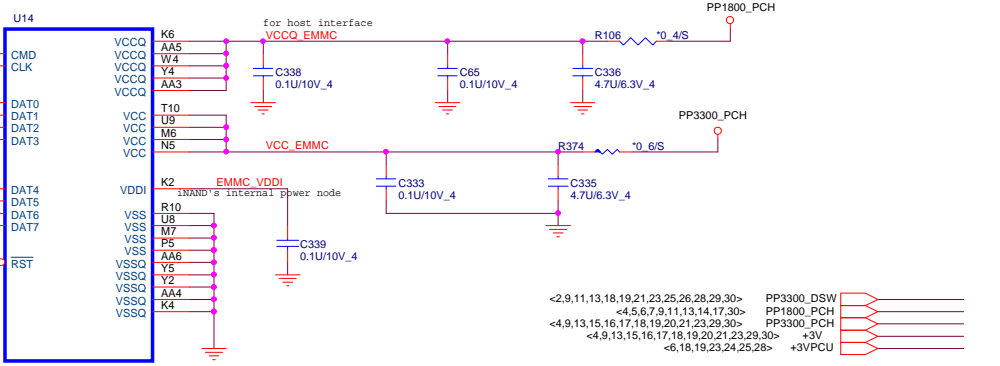 U14
PP1800_PCH
for host interface
VCCQ K6 VCCQ_EMMC R106 *0_4/S
CMD VCCQ AA5
CLK VCCQ W4
VCCQ Y4
VCCQ AA3
C338 0.1U/10V_4
C65 0.1U/10V_4
C336 4.7U/6.3V_4
DAT0
DAT1 VCC T10
DAT2 VCC U9
DAT3 VCC M6
VCC N5 VCC_EMMC R374 *0_6/S
PP3300_PCH
C333 0.1U/10V_4
C335 4.7U/6.3V_4
DAT4 VDDI K2 EMMC_VDDI
iNAND's internal power node
DAT5
DAT6 VSS R10
DAT7 VSS U8
VSS M7
VSS P5
RST VSSQ AA6
VSSQ Y5
VSSQ Y2
VSSQ AA4
VSSQ K4
C339 0.1U/10V_4
<2,9,11,13,18,19,21,23,25,26,28,29,30> PP3300_DSW
<4,5,6,7,9,11,13,14,17,30> PP1800_PCH
<4,9,13,15,16,17,18,19,20,21,23,29,30> PP3300_PCH
<4,9,13,15,16,17,18,19,20,21,23,29,30> +3V
<6,18,19,23,24,25,28> +3VPCU